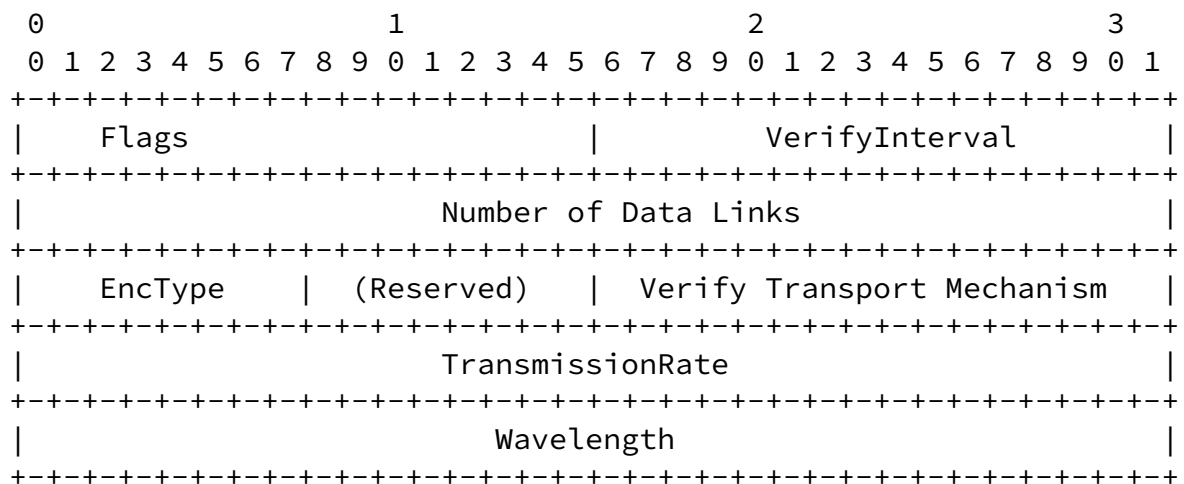 0                   1                   2                   3
 0 1 2 3 4 5 6 7 8 9 0 1 2 3 4 5 6 7 8 9 0 1 2 3 4 5 6 7 8 9 0 1
+-+-+-+-+-+-+-+-+-+-+-+-+-+-+-+-+-+-+-+-+-+-+-+-+-+-+-+-+-+-+-+-+
|    Flags                      |         VerifyInterval        |
+-+-+-+-+-+-+-+-+-+-+-+-+-+-+-+-+-+-+-+-+-+-+-+-+-+-+-+-+-+-+-+-+
|                       Number of Data Links                    |
+-+-+-+-+-+-+-+-+-+-+-+-+-+-+-+-+-+-+-+-+-+-+-+-+-+-+-+-+-+-+-+-+
|    EncType    |  (Reserved)   |  Verify Transport Mechanism   |
+-+-+-+-+-+-+-+-+-+-+-+-+-+-+-+-+-+-+-+-+-+-+-+-+-+-+-+-+-+-+-+-+
|                       TransmissionRate                        |
+-+-+-+-+-+-+-+-+-+-+-+-+-+-+-+-+-+-+-+-+-+-+-+-+-+-+-+-+-+-+-+-+
|                          Wavelength                           |
+-+-+-+-+-+-+-+-+-+-+-+-+-+-+-+-+-+-+-+-+-+-+-+-+-+-+-+-+-+-+-+-+